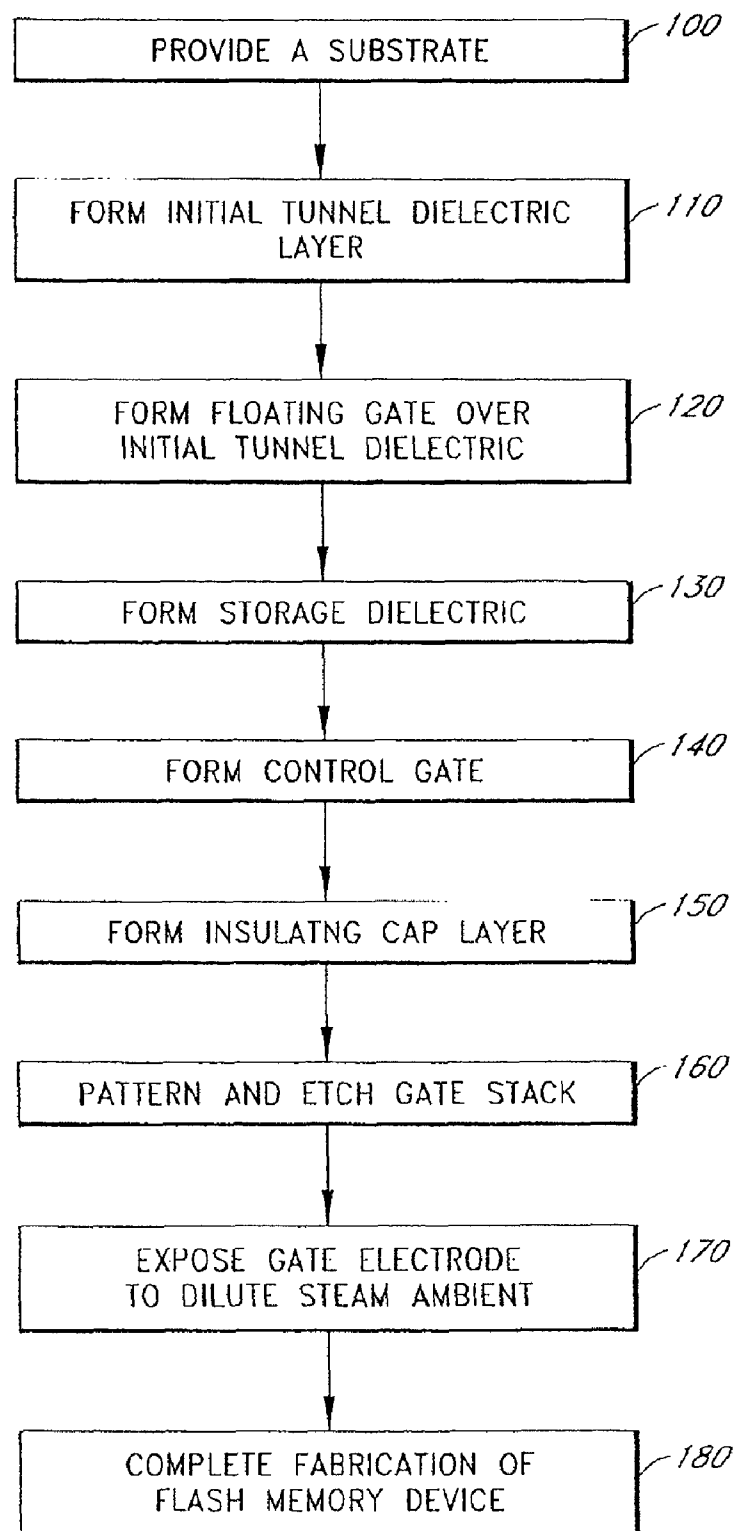 100
PROVIDE A SUBSTRATE
110
FORM INITIAL TUNNEL DIELECTRIC
LAYER
120
FORM FLOATING GATE OVER
INITIAL TUNNEL DIELECTRIC
130
FORM STORAGE DIELECTRIC
140
FORM CONTROL GATE
150
FORM INSULATNG CAP LAYER
160
PATTERN AND ETCH GATE STACK
170
EXPOSE GATE ELECTRODE
TO DILUTE STEAM AMBIENT
180
COMPLETE FABRICATION OF
FLASH MEMORY DEVICE